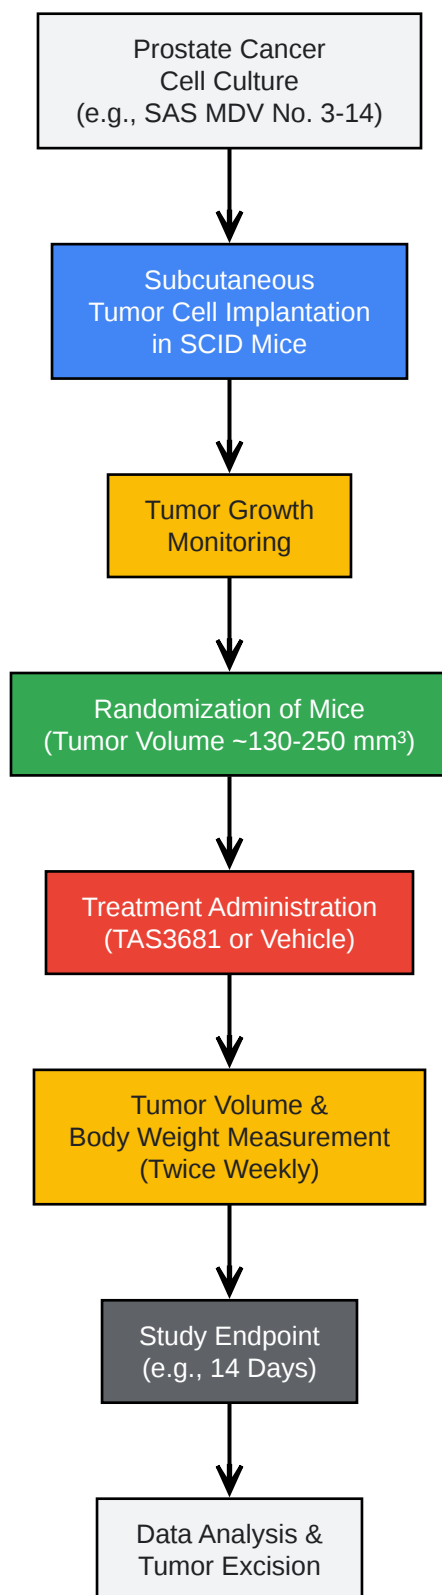 Prostate Cancer
Cell Culture
(e.g., SAS MDV No. 3-14)
Subcutaneous
Tumor Cell Implantation
in SCID Mice
Tumor Growth
Monitoring
Randomization of Mice
(Tumor Volume ~130-250 mm³)
Treatment Administration
(TAS3681 or Vehicle)
Tumor Volume &
Body Weight Measurement
(Twice Weekly)
Study Endpoint
(e.g., 14 Days)
Data Analysis &
Tumor Excision